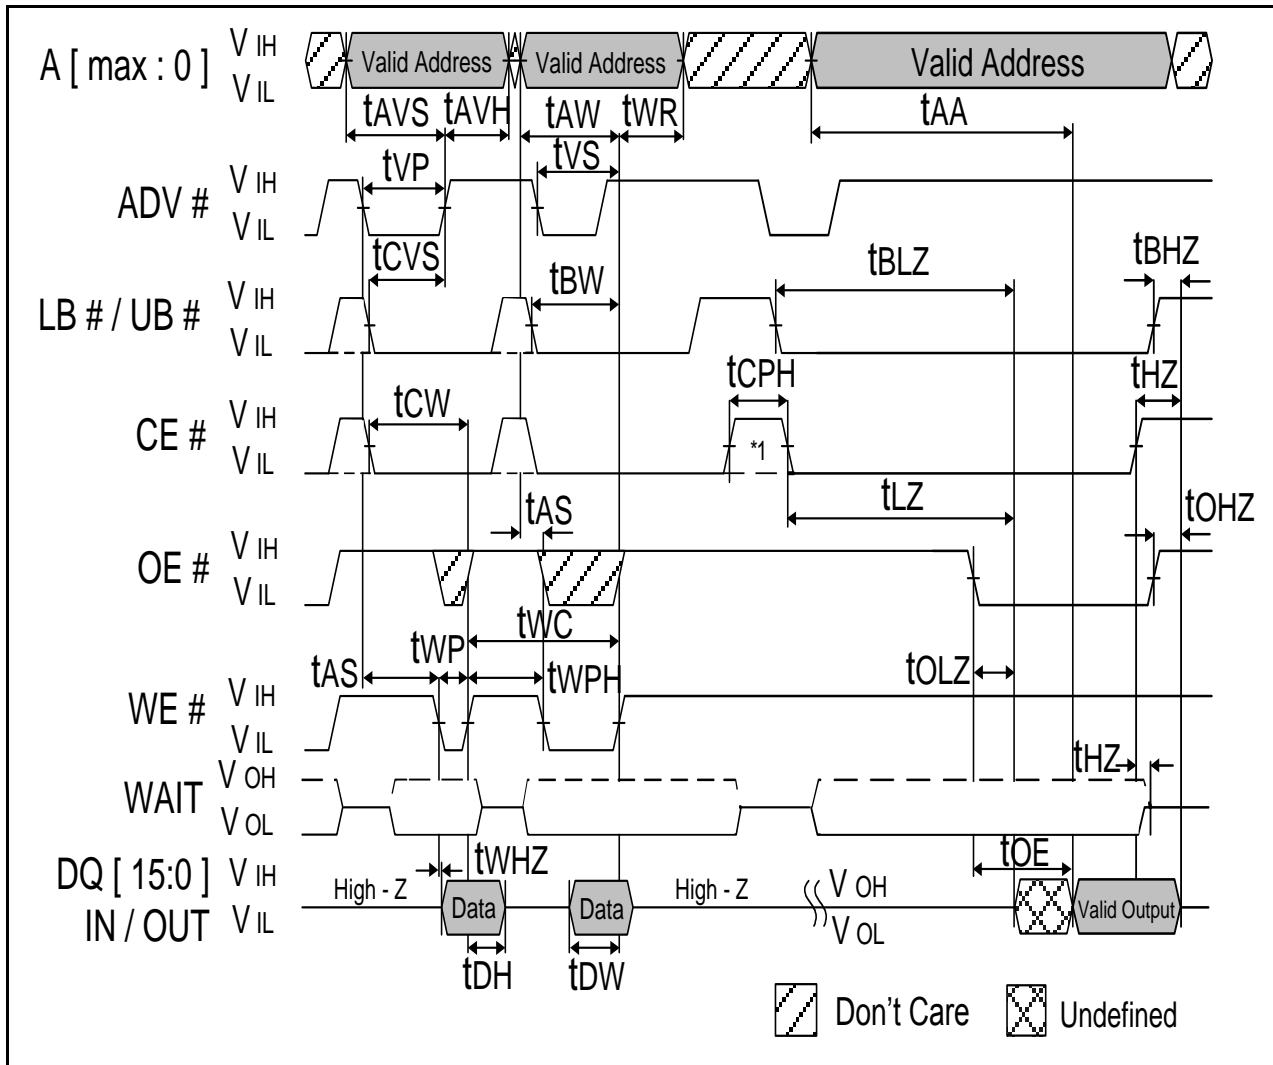 A [ max : 0 ]
V IH
V IL
Valid Address
Valid Address
Valid Address
tAVS
tAVH
tAW
tWR
tAA
ADV #
V IH
V IL
tVP
tVS
tCVS
tBW
tBLZ
tBHZ
LB # / UB #
V IH
V IL
tCW
tCPH
tHZ
CE #
V IH
V IL
*1
tAS
tLZ
tOHZ
OE #
V IH
V IL
tWC
tAS
tWP
tWPH
tOLZ
WE #
V IH
V IL
tHZ
WAIT
V OH
V OL
tWHZ
tOE
DQ [ 15:0 ]
IN / OUT
V IH
V IL
High - Z
Data
Data
High - Z
V OH
V OL
Valid Output
tDH
tDW
Don't Care
Undefined